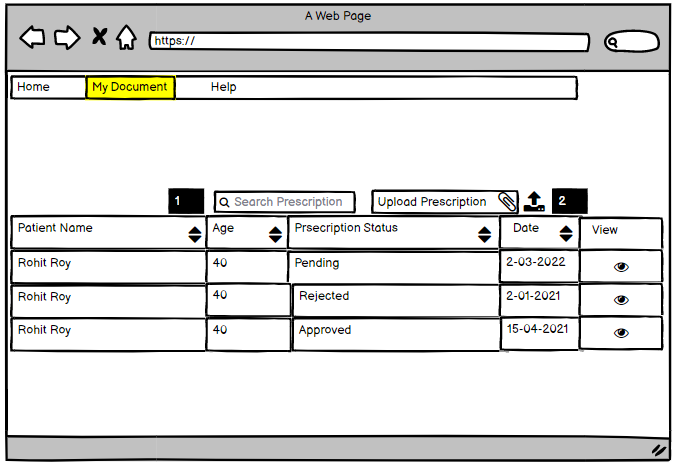 A Web Page
https://
Home My Document Help
1 Search Prescription Upload Prescription 2
Patient Name Age Prsecription Status Date View
Rohit Roy 40 Pending 2-03-2022
Rohit Roy 40 Rejected 2-01-2021
Rohit Roy 40 Approved 15-04-2021